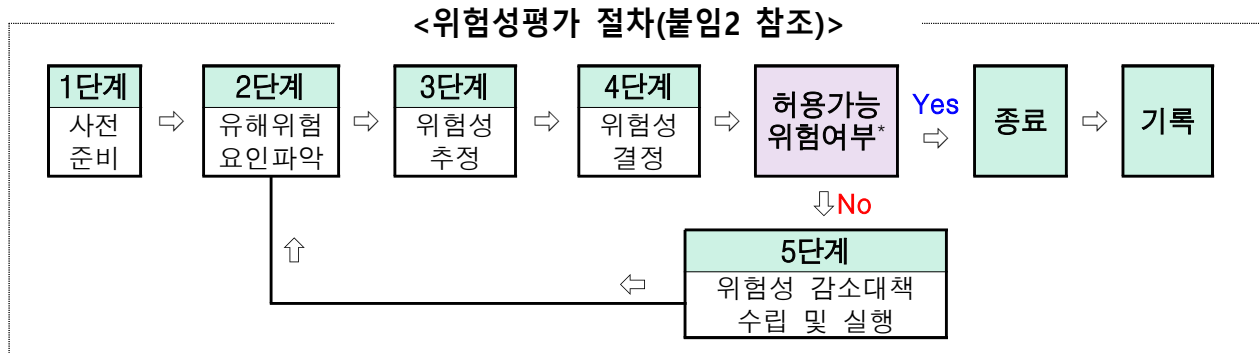 <위험성평가 절차(붙임2 참조)>
1단계
사전
준비
⇨
2단계
유해위험
요인파악
⇨
3단계
위험성
추정
⇨
4단계
위험성
결정
⇨
허용가능
위험여부*
Yes
⇨
종료
⇨
기록
⇩No
5단계
위험성 감소대책
수립 및 실행
⇦
⇧